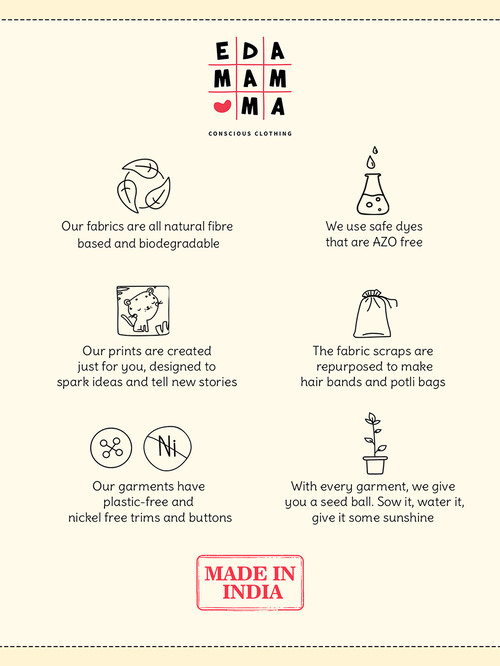 EDA
MAM
MA
CONSCIOUS CLOTHING
Our fabrics are all natural fibre
based and biodegradable
We use safe dyes
that are AZO free
Our prints are created
just for you, designed to
spark ideas and tell new stories
The fabric scraps are
repurposed to make
hair bands and potli bags
Ni
Our garments have
plastic-free and
nickel free trims and buttons
With every garment, we give
you a seed ball. Sow it, water it,
give it some sunshine
MADE IN
INDIA